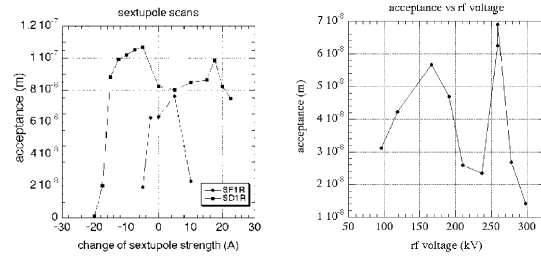 sextupole scans
1.2 10⁻⁷
1 10⁻⁷
8 10⁻⁸
6 10⁻⁸
4 10⁻⁸
2 10⁻⁸
0
acceptance (m)
SF1R
SD1R
-30 -20 -10 0 10 20 30
change of sextupole strength (A)
acceptance vs rf voltage
7 10⁻⁸
6 10⁻⁸
5 10⁻⁸
4 10⁻⁸
3 10⁻⁸
2 10⁻⁸
1 10⁻⁸
acceptance (m)
50 100 150 200 250 300 350
rf voltage (kV)